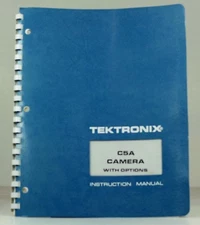 TEKTRONIX®
C5A
CAMERA
WITH OPTIONS
INSTRUCTION MANUAL